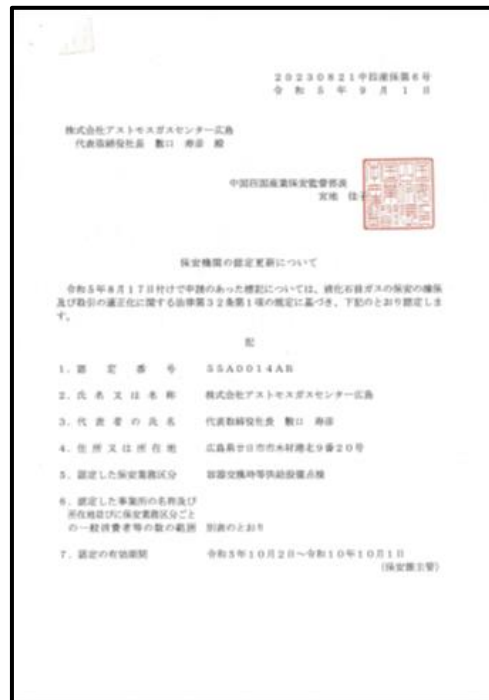 20230821中四産保第6号
令和5年9月1日
株式会社アストモスガスセンター広島
代表取締役社長 殿
中国四国産業保安監督部長
宮地
保安機関の認定更新について
令和5年8月17日付けで申請のあった標記については、液化石油ガスの保安の確保
及び取引の適正化に関する法律第32条第1項の規定に基づき、下記のとおり認定しま
す。
記
1.認定番号 55A0014AB
2.氏名又は名称 株式会社アストモスガスセンター広島
3.代表者の氏名 代表取締役社長
4.住所又は所在地 広島県廿日市市木材港北9番20号
5.認定した保安業務区分 容器交換時等供給設備点検
6.認定した事業所の名称及び
所在地並びに保安業務区分ごと
の一般消費者等の数の範囲 別表のとおり
7.認定の有効期間 令和5年10月2日~令和10年10月1日
(保安課主管)